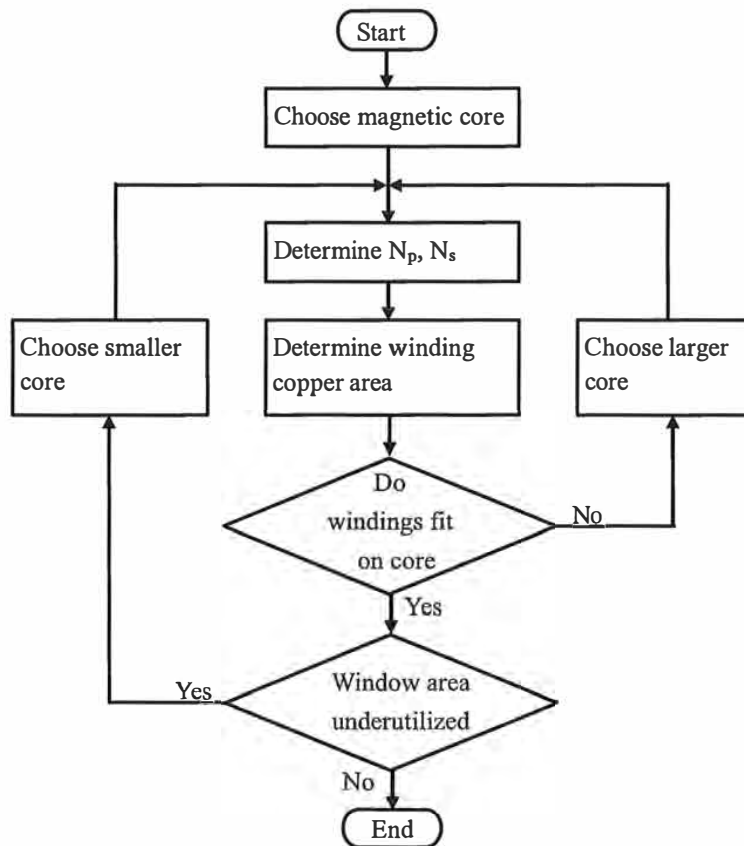 Start
Choose magnetic core
Determine Nₚ, Nₛ
Choose smaller
core
Determine winding
copper area
Choose larger
core
Do
windings fit
on core
No
Yes
Window area
underutilized
Yes
No
End